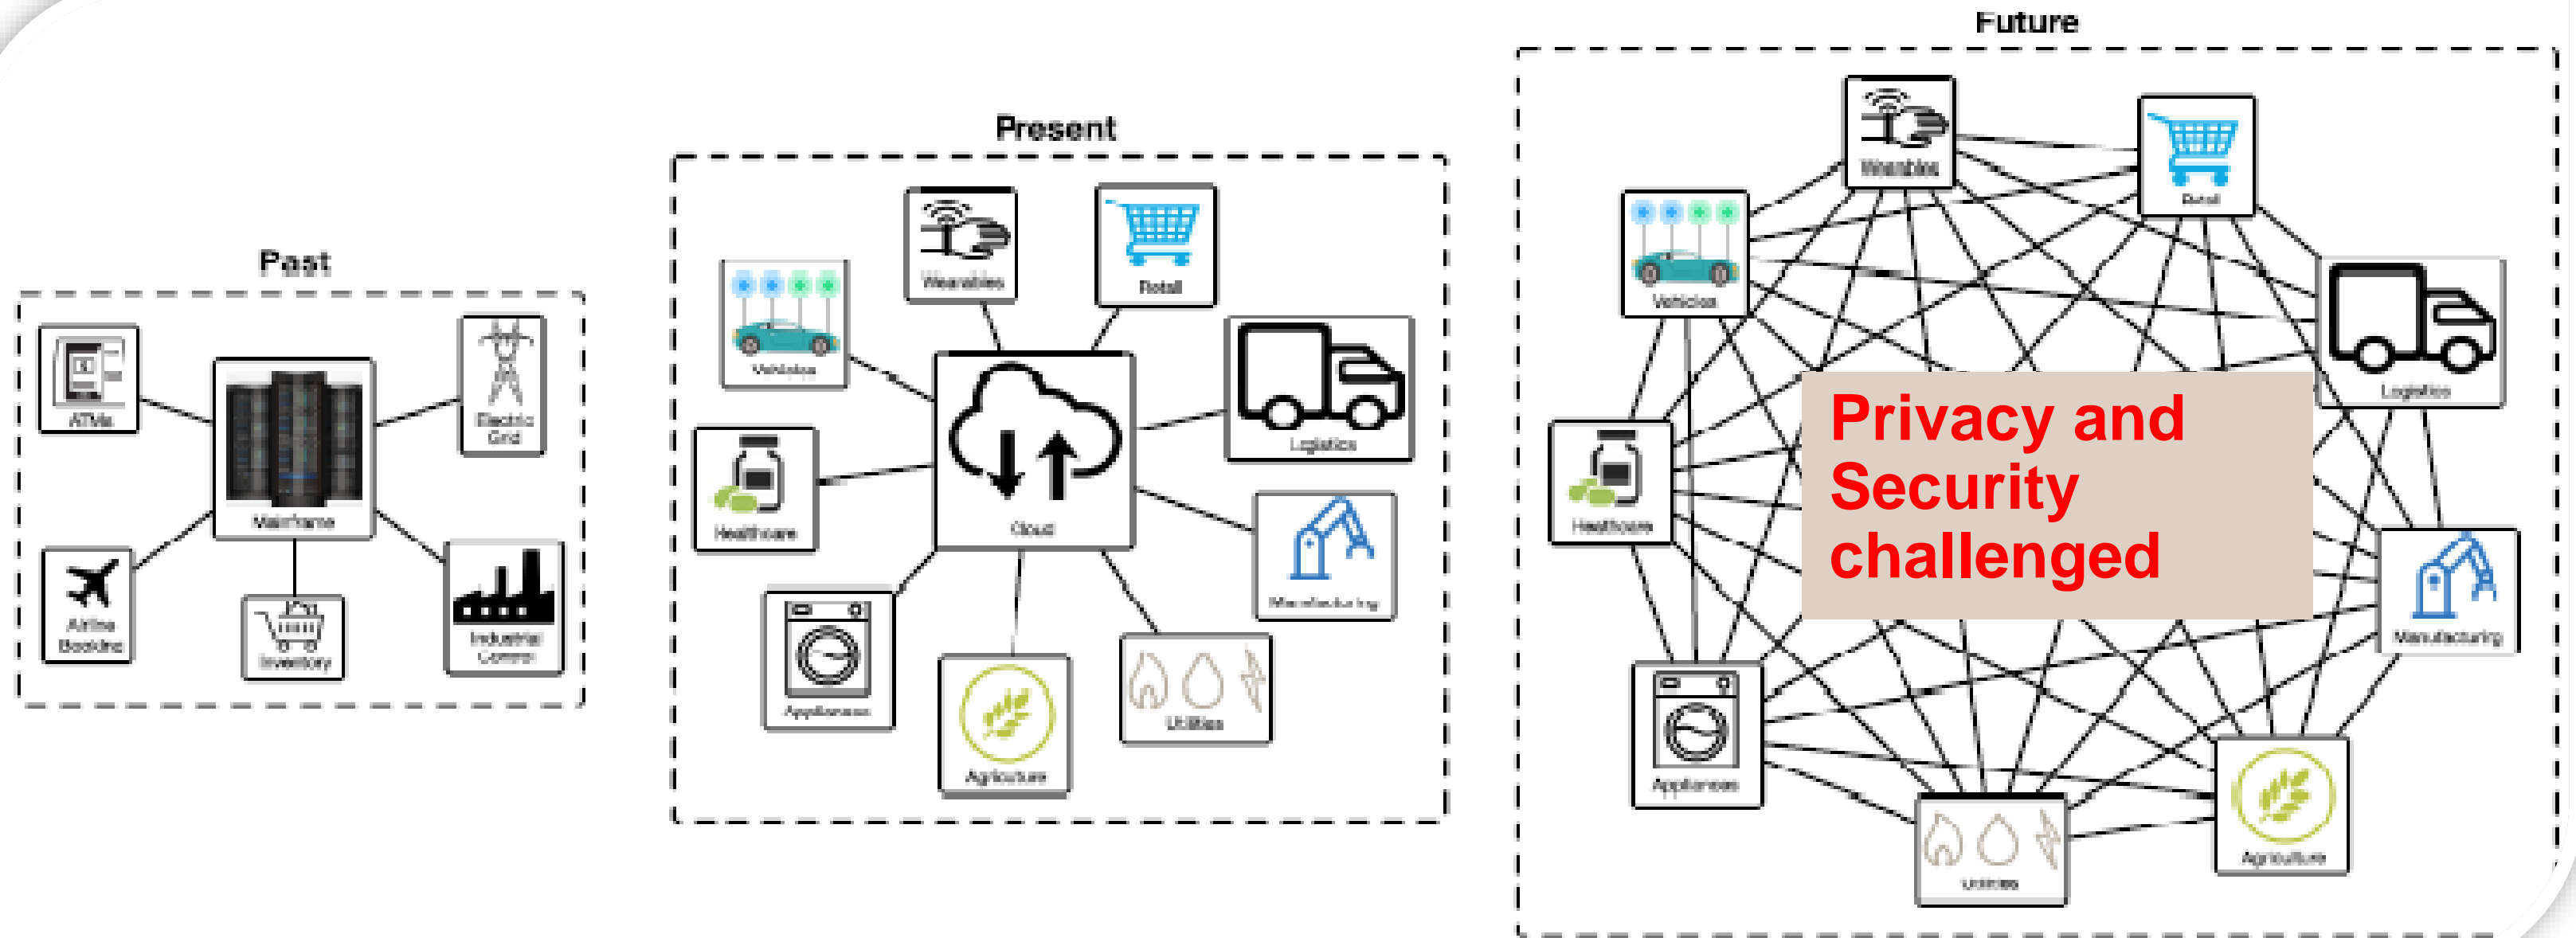 Past
ATMs
Electric
Grid
Mainframe
Airline
Booking
Inventory
Industrial
Control
Present
Wearables
Retail
Vehicles
Logistics
Healthcare
Cloud
Manufacturing
Appliances
Agriculture
Utilities
Future
Wearables
Retail
Vehicles
Logistics
Privacy and
Security
challenged
Healthcare
Manufacturing
Appliances
Agriculture
Utilities